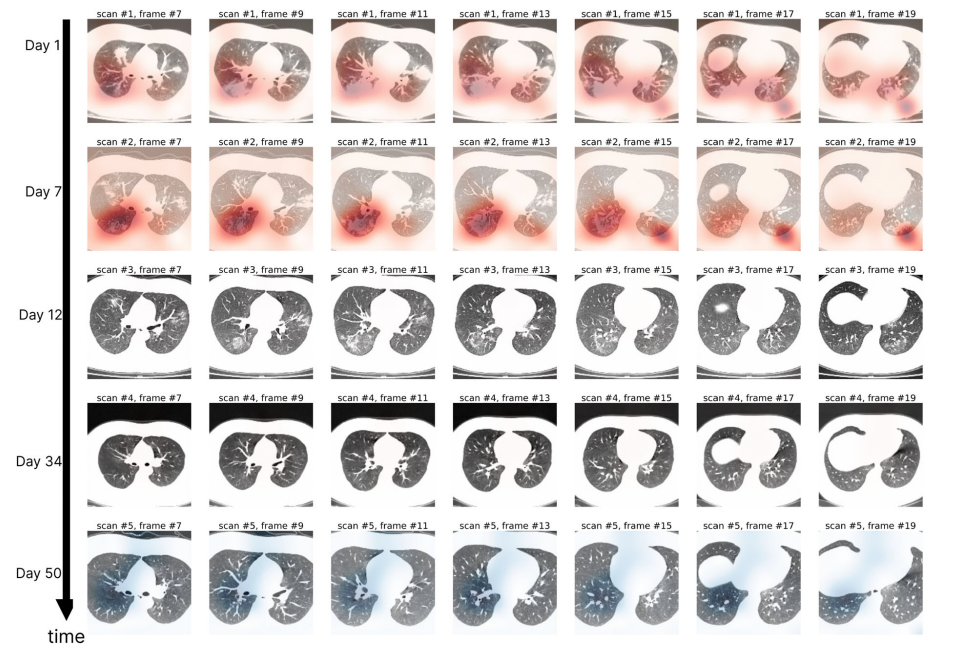 scan #1, frame #7 scan #1, frame #9 scan #1, frame #11 scan #1, frame #13 scan #1, frame #15 scan #1, frame #17 scan #1, frame #19
Day 1
scan #2, frame #7 scan #2, frame #9 scan #2, frame #11 scan #2, frame #13 scan #2, frame #15 scan #2, frame #17 scan #2, frame #19
Day 7
scan #3, frame #7 scan #3, frame #9 scan #3, frame #11 scan #3, frame #13 scan #3, frame #15 scan #3, frame #17 scan #3, frame #19
Day 12
scan #4, frame #7 scan #4, frame #9 scan #4, frame #11 scan #4, frame #13 scan #4, frame #15 scan #4, frame #17 scan #4, frame #19
Day 34
scan #5, frame #7 scan #5, frame #9 scan #5, frame #11 scan #5, frame #13 scan #5, frame #15 scan #5, frame #17 scan #5, frame #19
Day 50
time